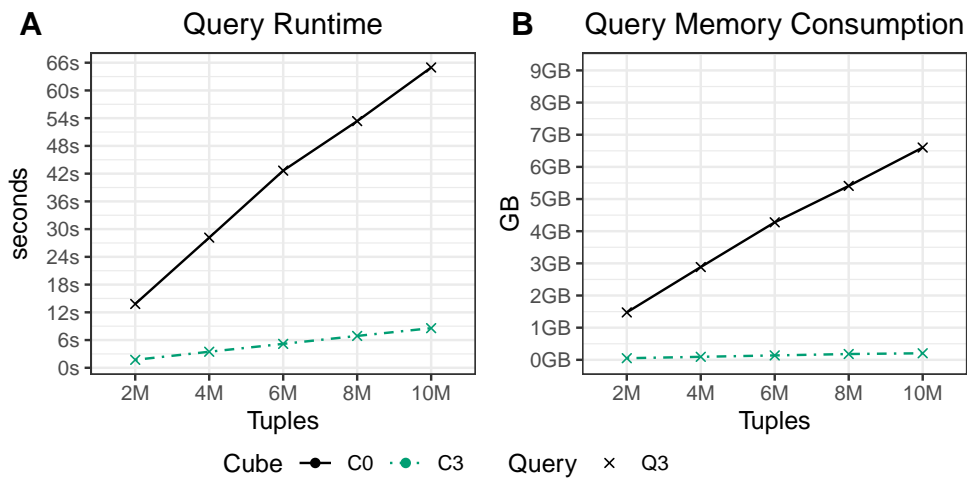 A Query Runtime
66s
60s
54s
48s
42s
36s
30s
24s
18s
12s
6s
0s
seconds
2M 4M 6M 8M 10M
Tuples
B Query Memory Consumption
9GB
8GB
7GB
6GB
5GB
4GB
3GB
2GB
1GB
0GB
GB
2M 4M 6M 8M 10M
Tuples
Cube C0 C3 Query Q3